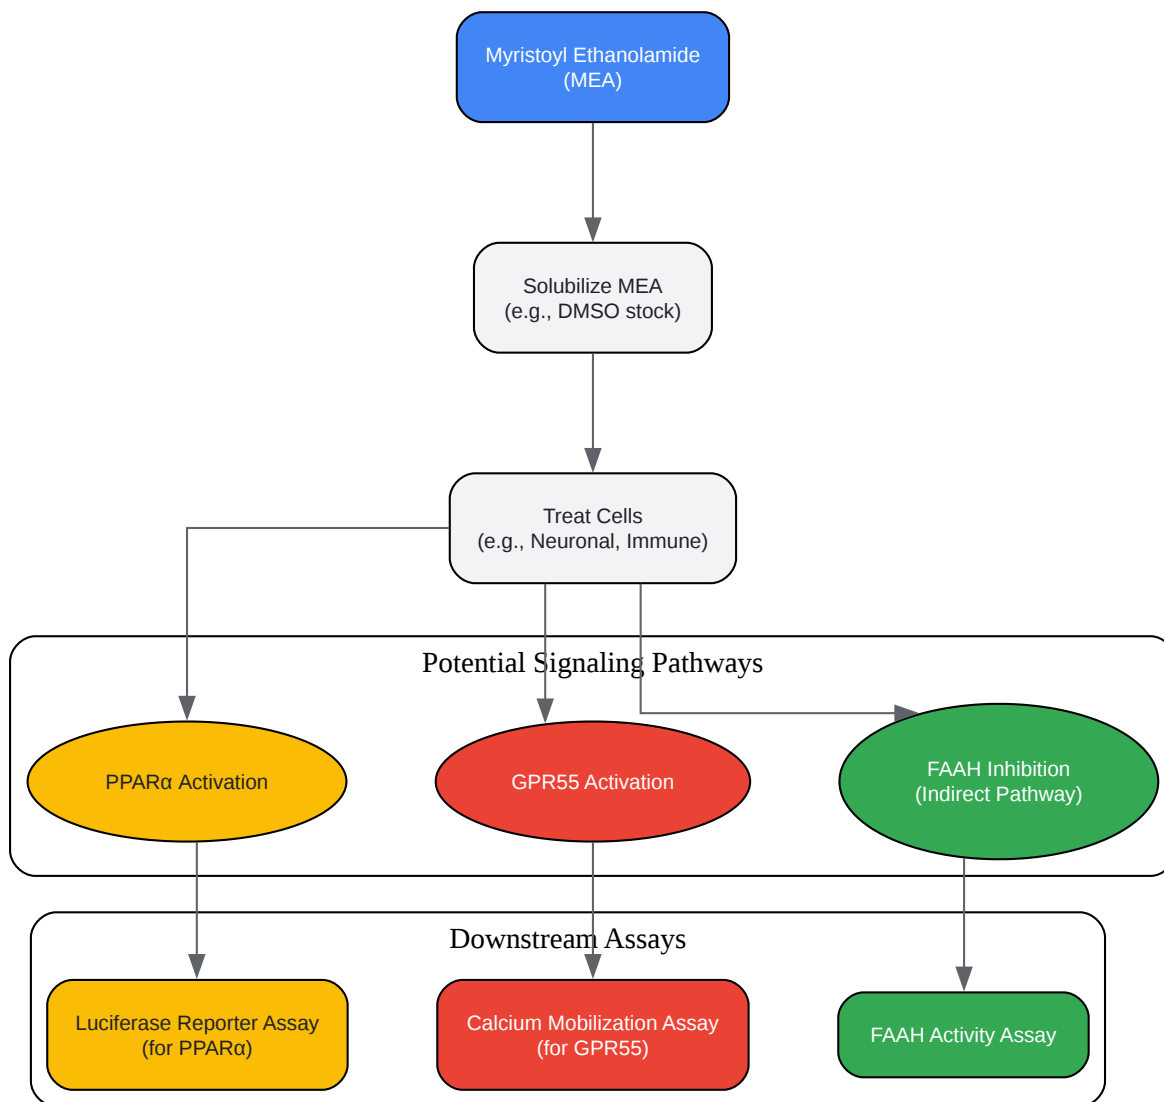 Myristoyl Ethanolamide
(MEA)
Solubilize MEA
(e.g., DMSO stock)
Treat Cells
(e.g., Neuronal, Immune)
Potential Signaling Pathways
PPARα Activation
GPR55 Activation
FAAH Inhibition
(Indirect Pathway)
Downstream Assays
Luciferase Reporter Assay
(for PPARα)
Calcium Mobilization Assay
(for GPR55)
FAAH Activity Assay